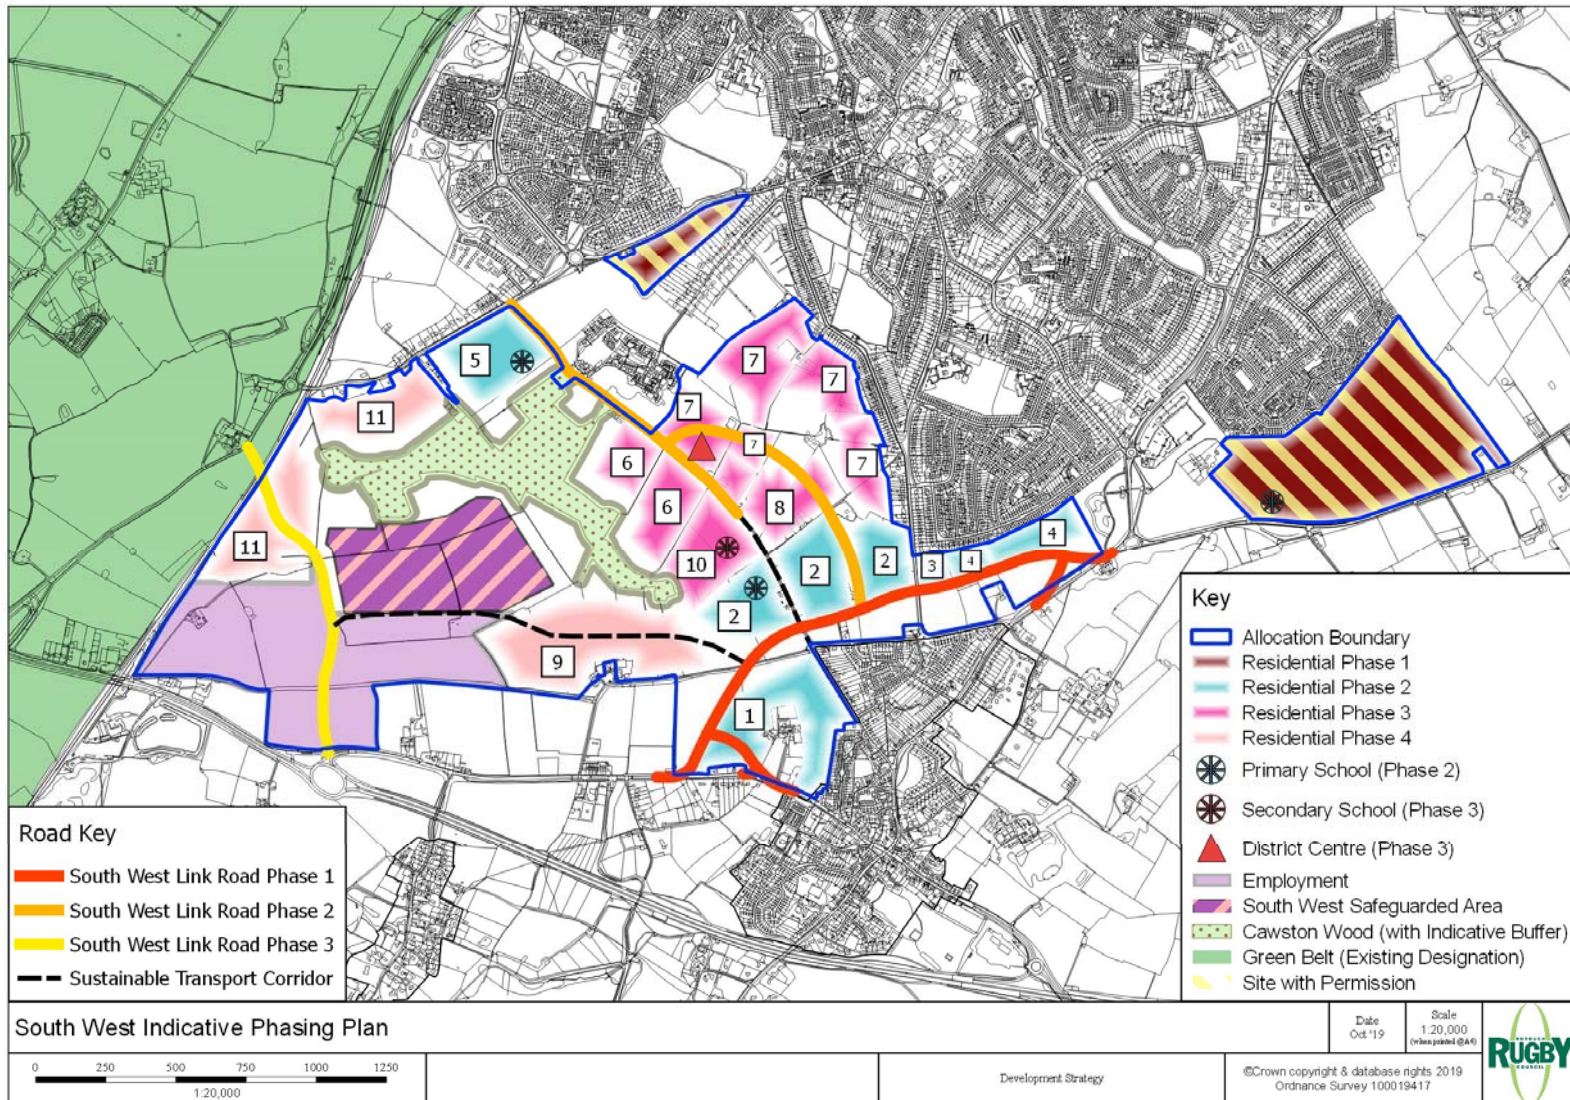 5
7
7
11
7
7
6
7
6
8
11
10
2
2
3
4
4
2
9
1
Key
Allocation Boundary
Residential Phase 1
Residential Phase 2
Residential Phase 3
Residential Phase 4
Primary School (Phase 2)
Secondary School (Phase 3)
District Centre (Phase 3)
Employment
South West Safeguarded Area
Cawston Wood (with Indicative Buffer)
Green Belt (Existing Designation)
Site with Permission
Road Key
South West Link Road Phase 1
South West Link Road Phase 2
South West Link Road Phase 3
Sustainable Transport Corridor
South West Indicative Phasing Plan
Date
Oct '19
Scale
1:20,000
(when printed @A4)
0 250 500 750 1000 1250
1:20,000
Development Strategy
©Crown copyright & database rights 2019
Ordnance Survey 100019417
BOROUGH
RUGBY
COUNCIL